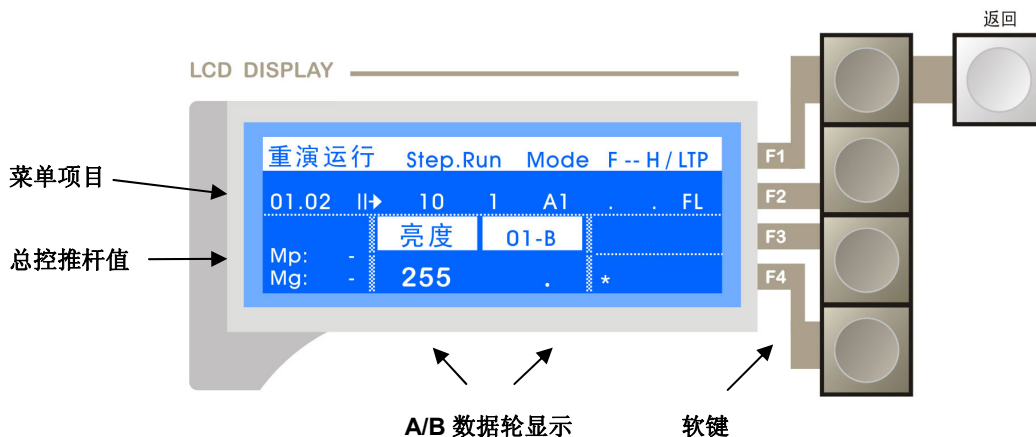 返回
LCD DISPLAY
重演运行 Step.Run Mode F -- H / LTP
01.02 II➔ 10 1 A1 . . FL
亮度 01-B
Mp: -
Mg: - 255 . *
F1
F2
F3
F4
菜单项目
总控推杆值
A/B 数据轮显示
软键